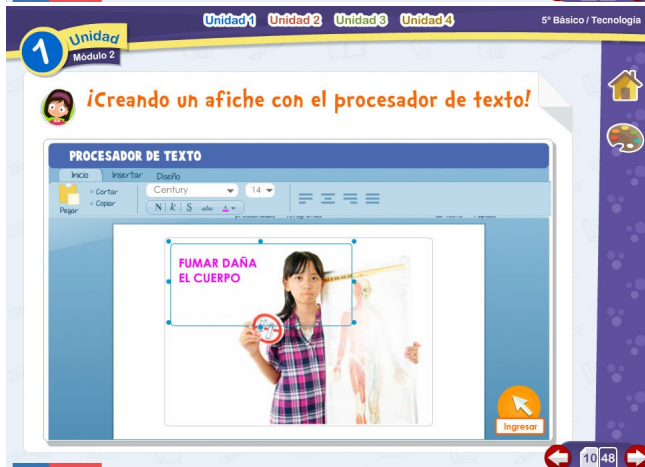 Unidad 1 Unidad 2 Unidad 3 Unidad 4
5º Básico / Tecnología
1 Unidad
Módulo 2
¡Creando un afiche con el procesador de texto!
PROCESADOR DE TEXTO
Inicio Insertar Diseño
Pegar
Cortar
Copiar
Century 14
N K S abc A
FUMAR DAÑA
EL CUERPO
Ingresar
10 48